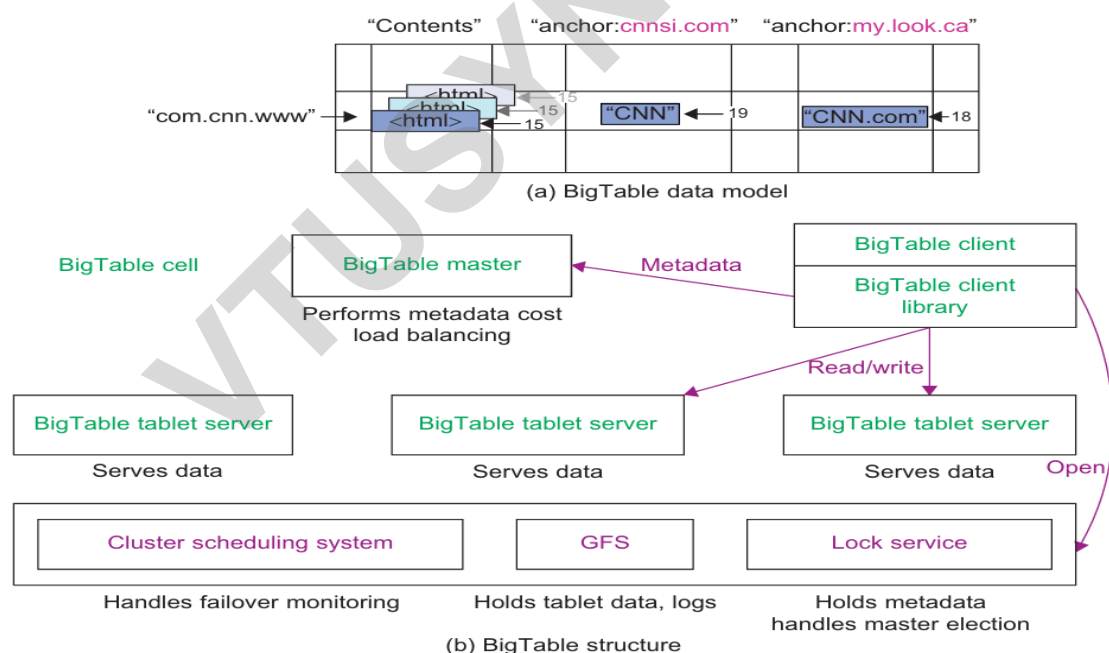 “Contents” “anchor:cnnsi.com” “anchor:my.look.ca”
<html> 15
<html> 15
“com.cnn.www” <html> 15 “CNN” 19 “CNN.com” 18
(a) BigTable data model
BigTable cell
BigTable master
Performs metadata cost
load balancing
Metadata
BigTable client
BigTable client
library
Read/write
Open
BigTable tablet server BigTable tablet server BigTable tablet server
Serves data Serves data Serves data
Cluster scheduling system GFS Lock service
Handles failover monitoring Holds tablet data, logs Holds metadata
handles master election
(b) BigTable structure
VTUSYN